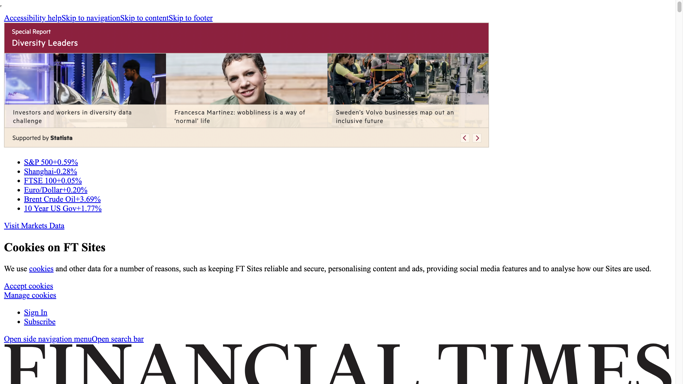 Accessibility helpSkip to navigationSkip to contentSkip to footer
Special Report
Diversity Leaders
Investors and workers in diversity data
challenge
Francesca Martinez: wobbliness is a way of
‘normal’ life
Sweden's Volvo businesses map out an
inclusive future
Supported by Statista
S&P 500+0.59%
Shanghai-0.28%
FTSE 100+0.05%
Euro/Dollar+0.20%
Brent Crude Oil+3.69%
10 Year US Gov+1.77%
Visit Markets Data
Cookies on FT Sites
We use cookies and other data for a number of reasons, such as keeping FT Sites reliable and secure, personalising content and ads, providing social media features and to analyse how our Sites are used.
Accept cookies
Manage cookies
Sign In
Subscribe
Open side navigation menuOpen search bar
FINANCIAL TIMES